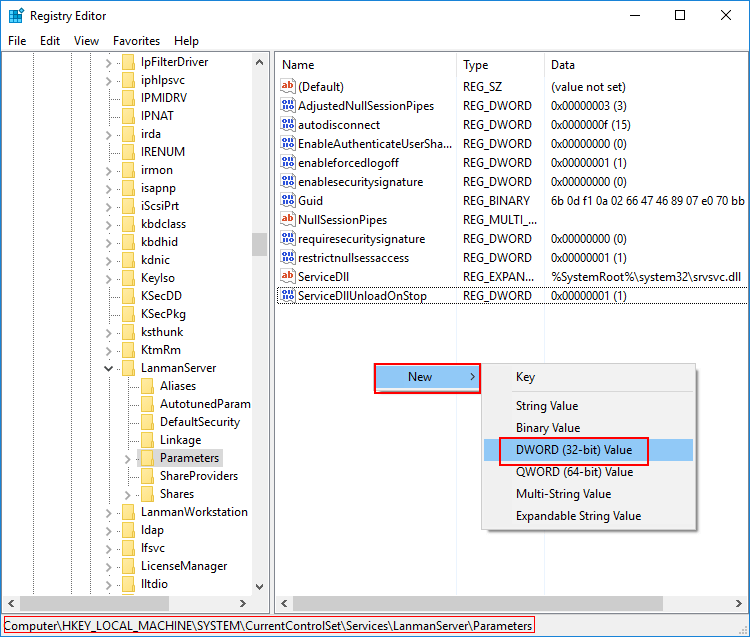 Registry Editor
File Edit View Favorites Help
IpFilterDriver
iphlpsvc
IPMIDRV
IPNAT
irda
IRENUM
irmon
isapnp
iScsiPrt
kbdclass
kbdhid
kdnic
KeyIso
KSecDD
KSecPkg
ksthunk
KtmRm
LanmanServer
Aliases
AutotunedParam
DefaultSecurity
Linkage
Parameters
ShareProviders
Shares
LanmanWorkstation
ldap
lfsvc
LicenseManager
lltdio
Name Type Data
ab (Default) REG_SZ (value not set)
AdjustedNullSessionPipes REG_DWORD 0x00000003 (3)
autodisconnect REG_DWORD 0x0000000f (15)
EnableAuthenticateUserSha... REG_DWORD 0x00000000 (0)
enableforcedlogoff REG_DWORD 0x00000001 (1)
enablesecuritysignature REG_DWORD 0x00000000 (0)
Guid REG_BINARY 6b 0d f1 0a 02 66 47 46 89 07 e0 70 bb
ab NullSessionPipes REG_MULTI_...
requiresecuritysignature REG_DWORD 0x00000000 (0)
restrictnullsessaccess REG_DWORD 0x00000001 (1)
ab ServiceDll REG_EXPAN... %SystemRoot%\system32\srvsvc.dll
ServiceDllUnloadOnStop REG_DWORD 0x00000001 (1)
New
Key
String Value
Binary Value
DWORD (32-bit) Value
QWORD (64-bit) Value
Multi-String Value
Expandable String Value
Computer\HKEY_LOCAL_MACHINE\SYSTEM\CurrentControlSet\Services\LanmanServer\Parameters